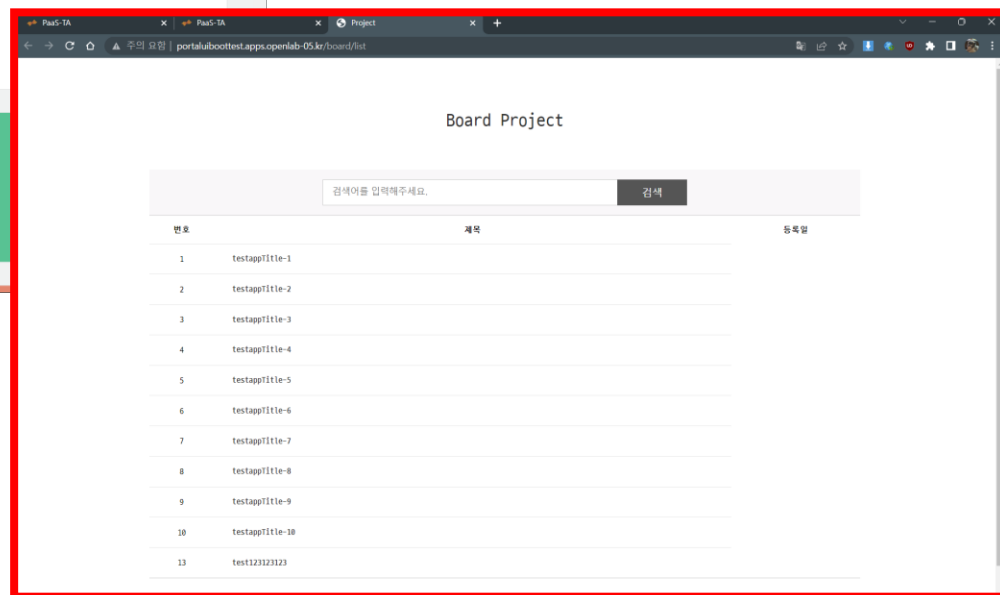 PaaS-TA PaaS-TA Project
주의 요함 | portaluiboottest.apps.openlab-05.kr/board/list
Board Project
검색어를 입력해주세요. 검색
번호 제목 등록일
1 testappTitle-1
2 testappTitle-2
3 testappTitle-3
4 testappTitle-4
5 testappTitle-5
6 testappTitle-6
7 testappTitle-7
8 testappTitle-8
9 testappTitle-9
10 testappTitle-10
13 test123123123